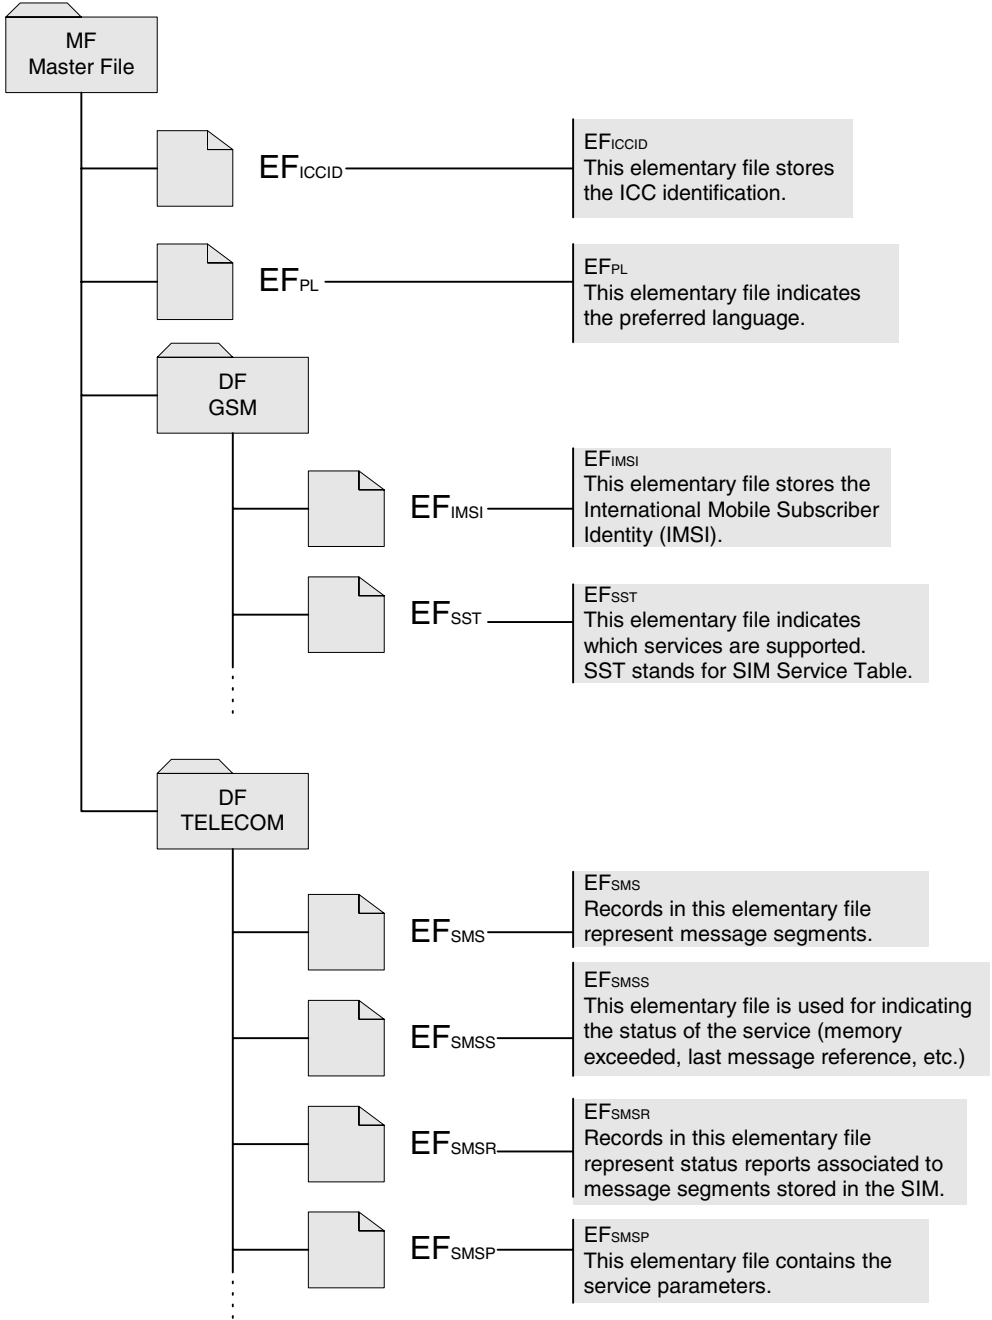 MF
Master File
EFICCID
EFICCID
This elementary file stores
the ICC identification.
EFPL
EFPL
This elementary file indicates
the preferred language.
DF
GSM
EFIMSI
EFIMSI
This elementary file stores the
International Mobile Subscriber
Identity (IMSI).
EFSST
EFSST
This elementary file indicates
which services are supported.
SST stands for SIM Service Table.
DF
TELECOM
EFSMS
EFSMS
Records in this elementary file
represent message segments.
EFSMSS
EFSMSS
This elementary file is used for indicating
the status of the service (memory
exceeded, last message reference, etc.)
EFSMSR
EFSMSR
Records in this elementary file
represent status reports associated to
message segments stored in the SIM.
EFSMSP
EFSMSP
This elementary file contains the
service parameters.